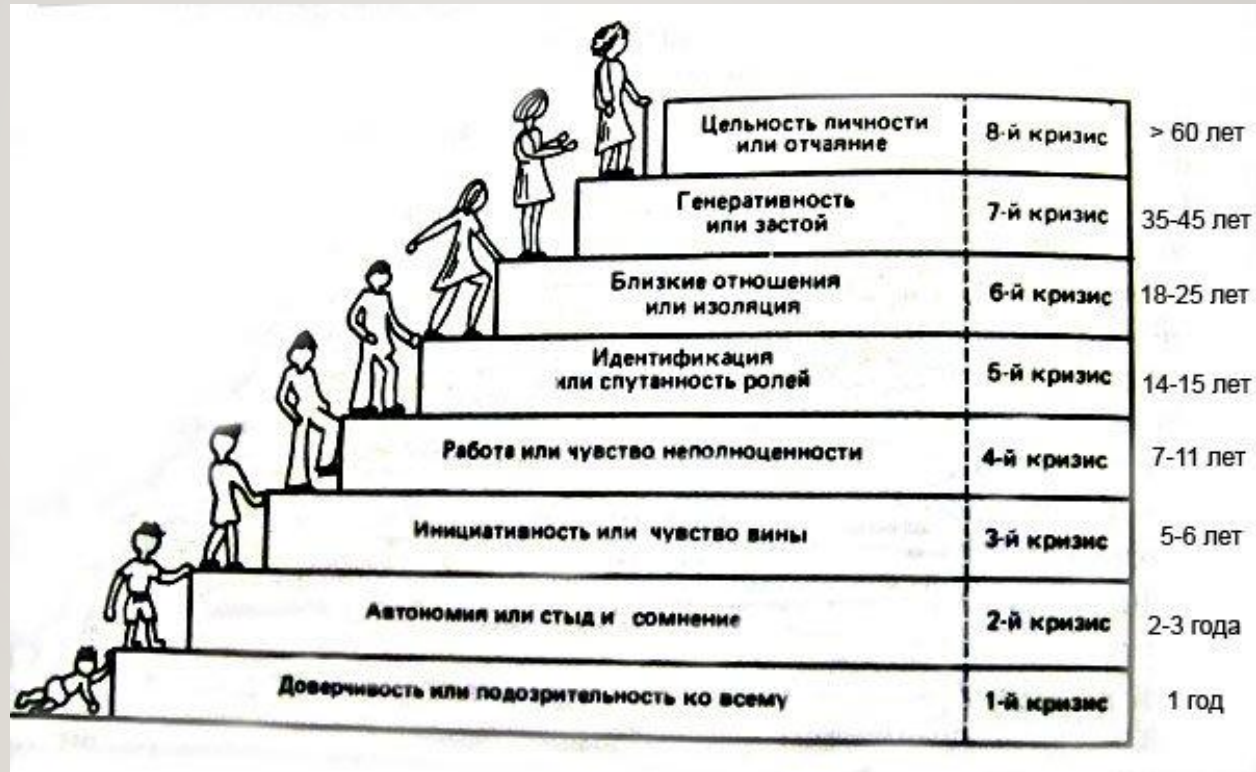 Цельность личности
или отчаяние
8-й кризис
> 60 лет
Генеративность
или застой
7-й кризис
35-45 лет
Близкие отношения
или изоляция
6-й кризис
18-25 лет
Идентификация
или спутанность ролей
5-й кризис
14-15 лет
Работа или чувство неполноценности
4-й кризис
7-11 лет
Инициативность или чувство вины
3-й кризис
5-6 лет
Автономия или стыд и сомнение
2-й кризис
2-3 года
Доверчивость или подозрительность ко всему
1-й кризис
1 год